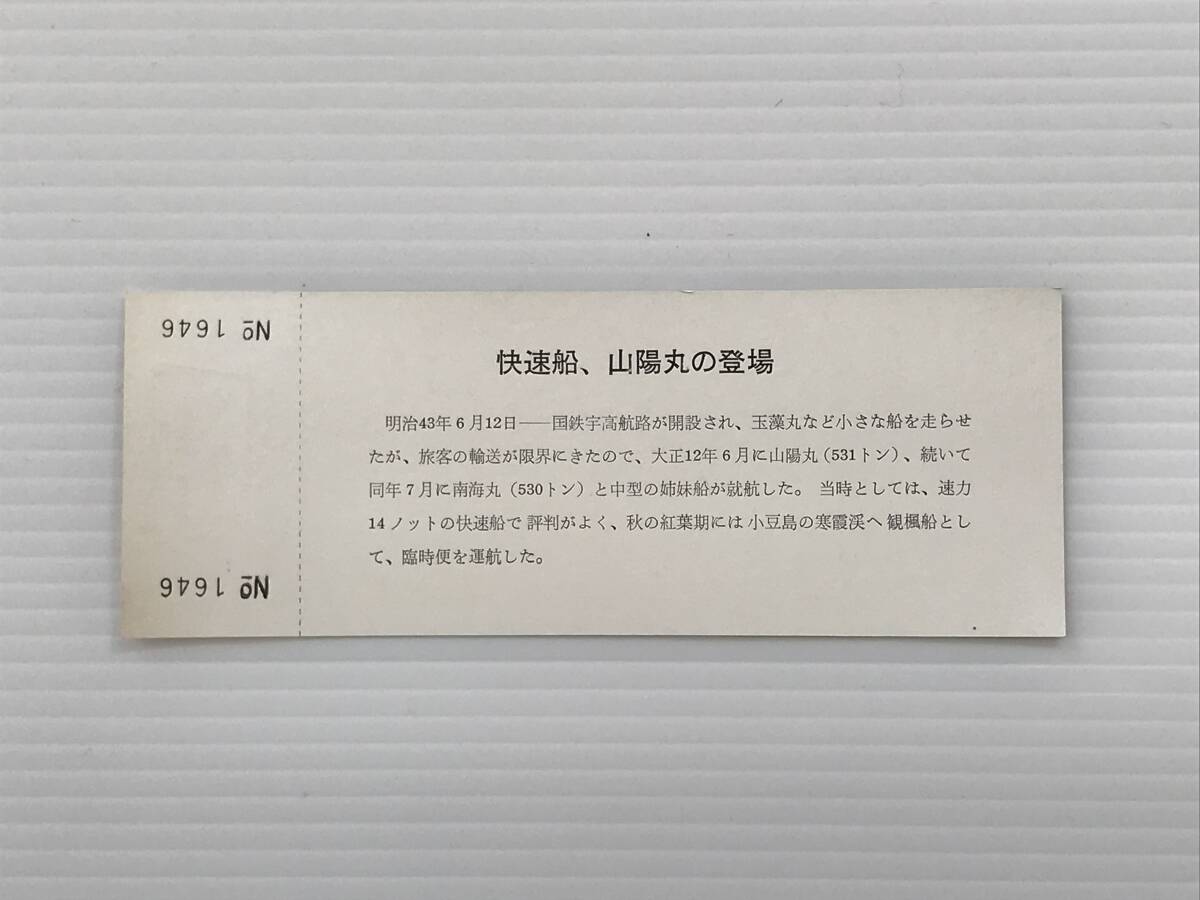 № 1646
№ 1646
快速船、山陽丸の登場
明治43年6月12日――国鉄宇高航路が開設され、玉藻丸など小さな船を走らせ
たが、旅客の輸送が限界にきたので、大正12年6月に山陽丸（531トン）、続いて
同年7月に南海丸（530トン）と中型の姉妹船が就航した。当時としては、速力
14ノットの快速船で評判がよく、秋の紅葉期には小豆島の寒霞渓へ観楓船とし
て、臨時便を運航した。